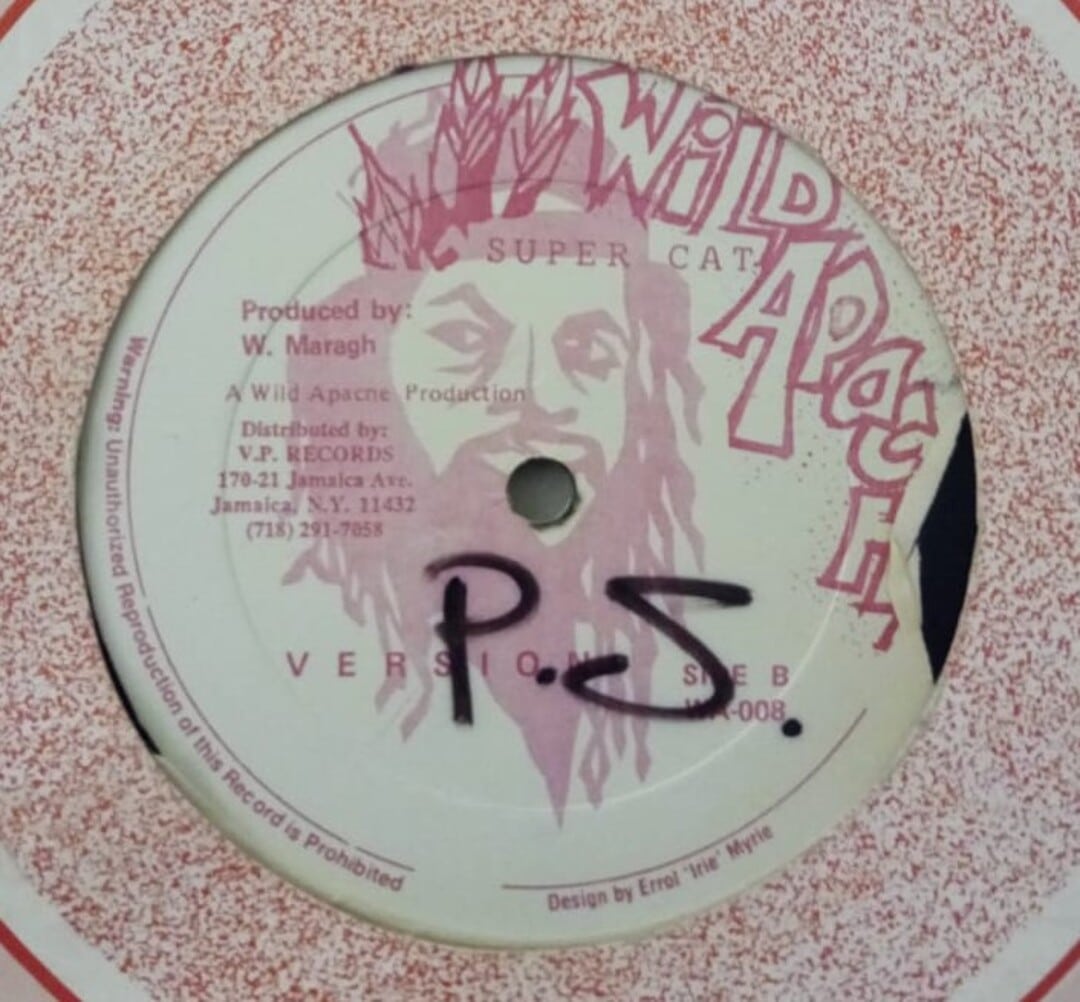 WiLD APACHE
SUPER CAT
Produced by:
W. Maragh
A Wild Apacne Production
Distributed by:
V.P. RECORDS
170-21 Jamaica Ave.
Jamaica, N.Y. 11432
(718) 291-7058
P.S.
VERSION
SIDE B
WA-008
Warning: Unauthorized Reproduction of this Record is Prohibited
Design by Errol 'Irie' Myrie